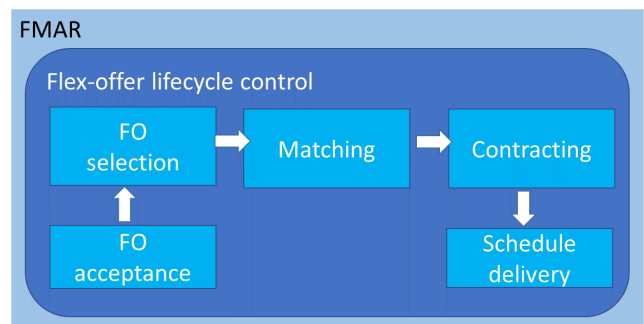 FMAR
Flex-offer lifecycle control
FO
selection
Matching
Contracting
FO
acceptance
Schedule
delivery